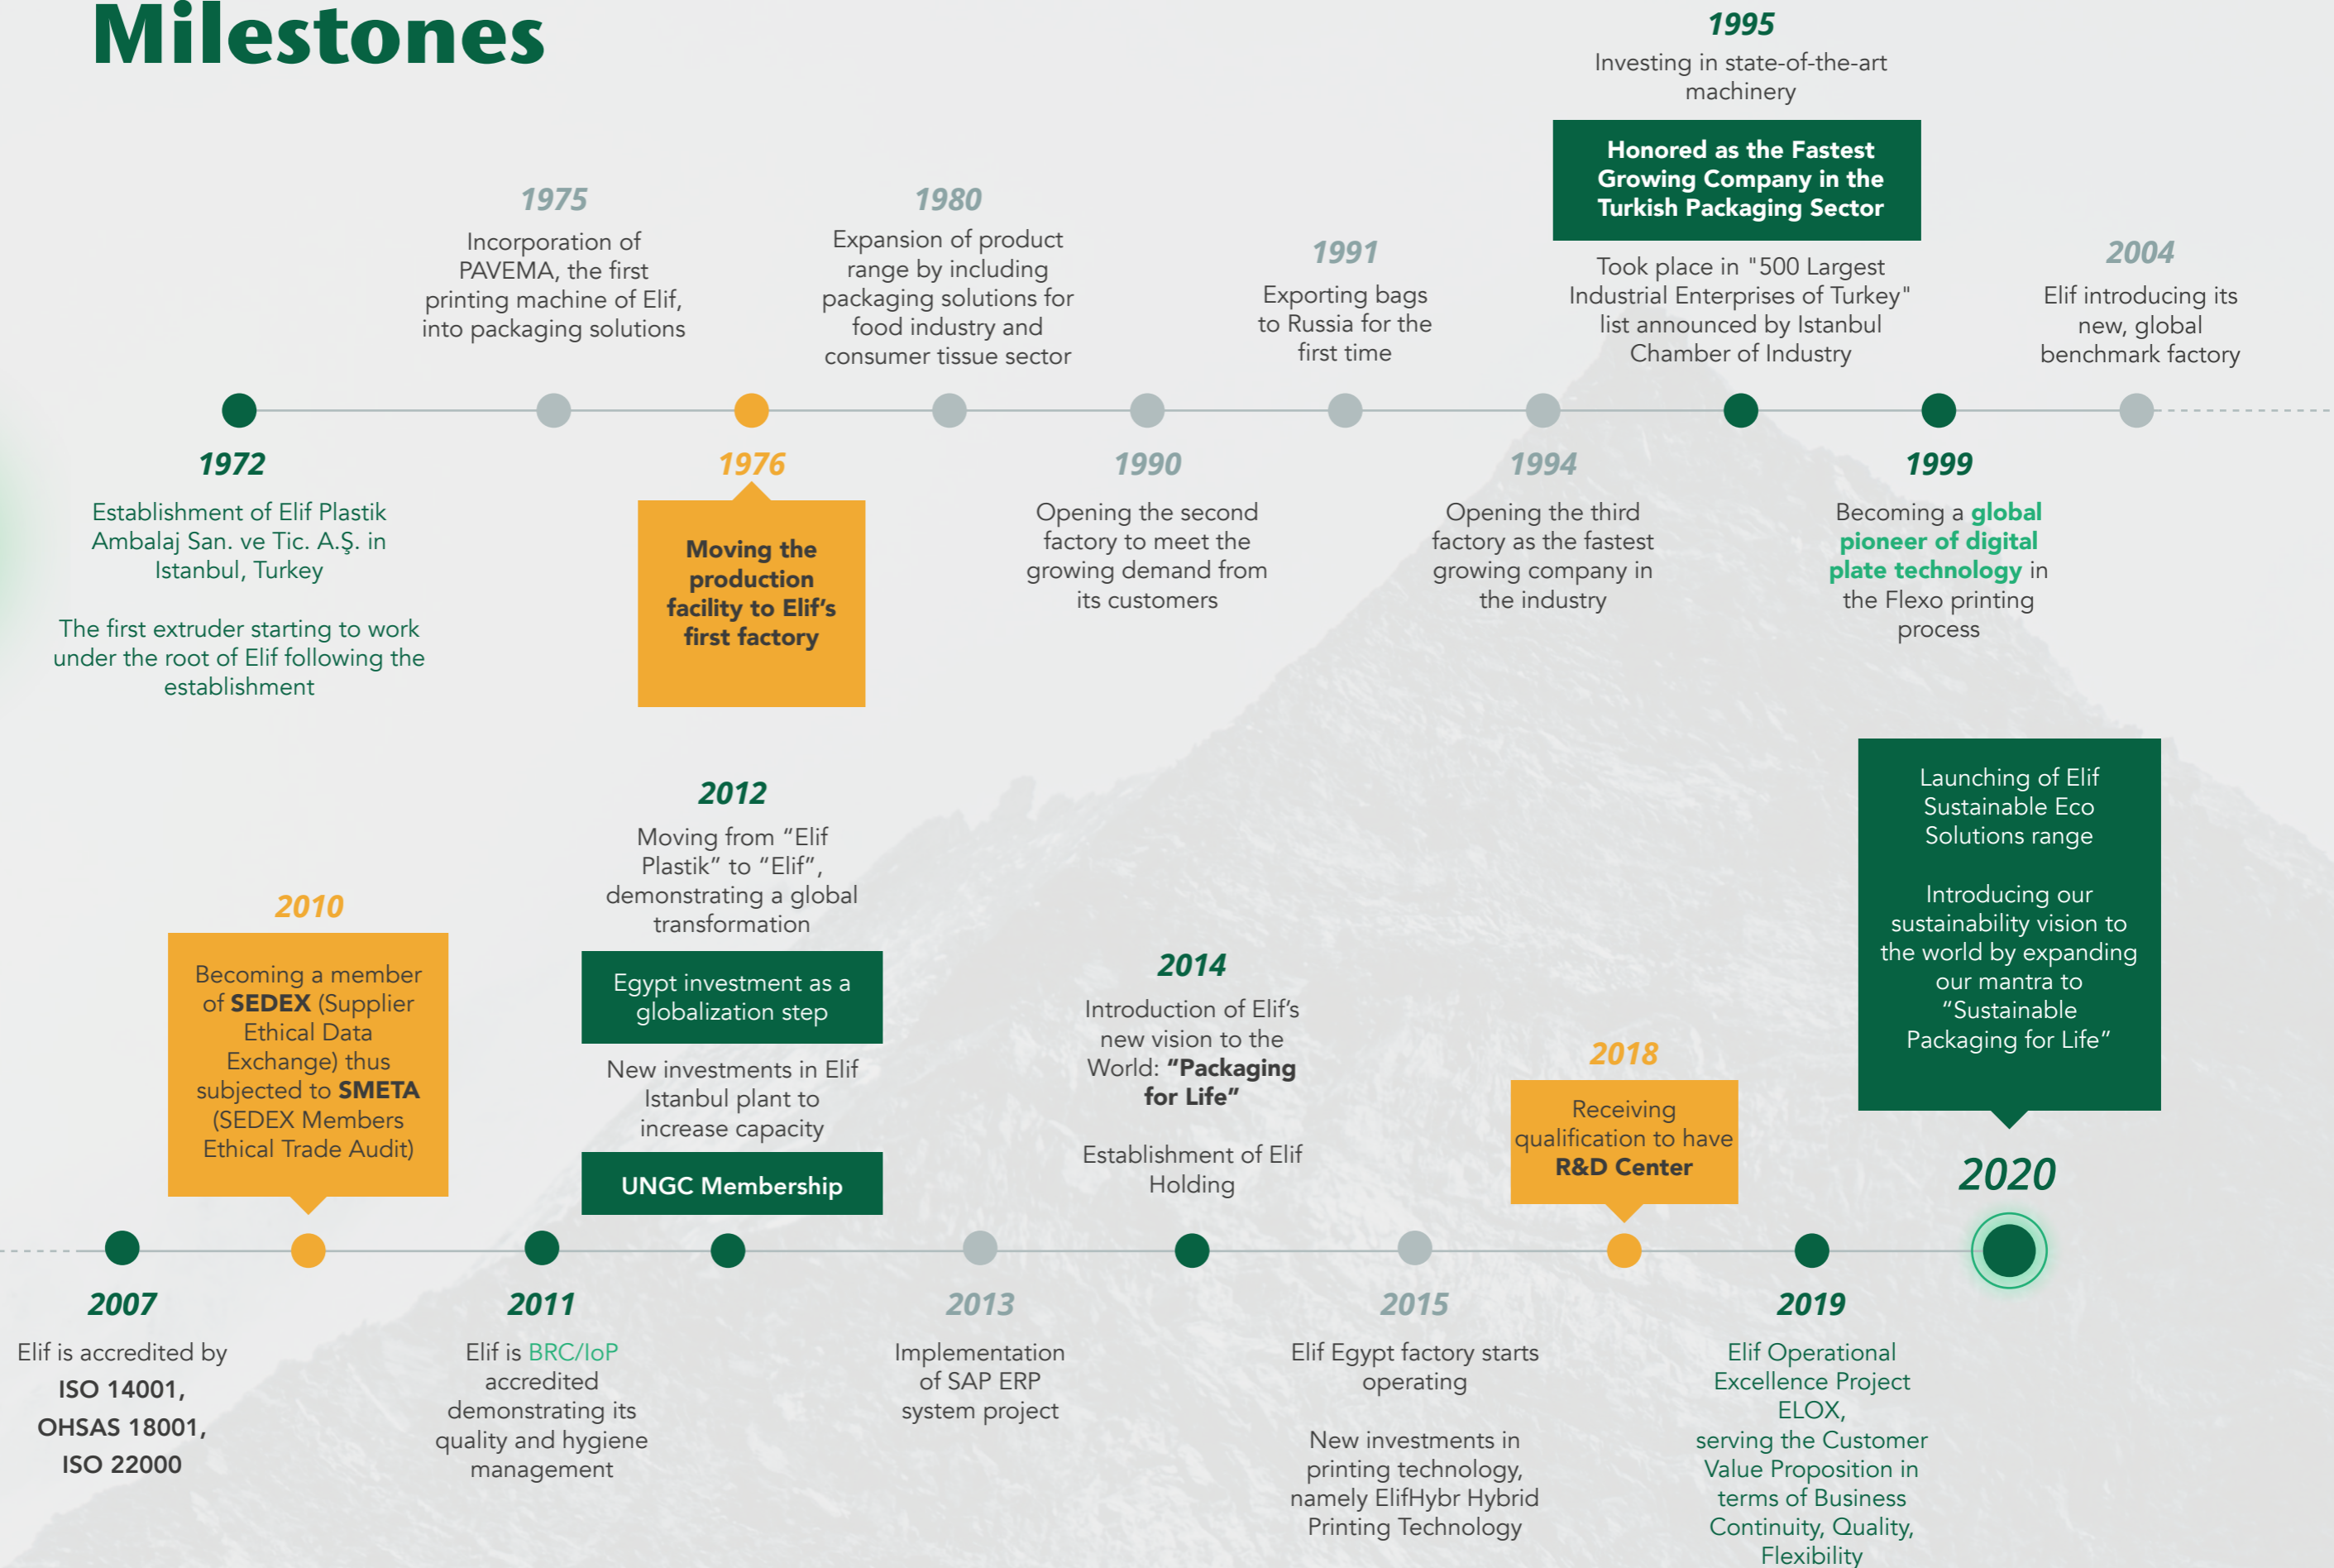 Milestones
1972
Establishment of Elif Plastik
Ambalaj San. ve Tic. A.Ş. in
Istanbul, Turkey
The first extruder starting to work
under the root of Elif following the
establishment
1975
Incorporation of
PAVEMA, the first
printing machine of Elif,
into packaging solutions
1976
Moving the
production
facility to Elif’s
first factory
1980
Expansion of product
range by including
packaging solutions for
food industry and
consumer tissue sector
1990
Opening the second
factory to meet the
growing demand from
its customers
1991
Exporting bags
to Russia for the
first time
1994
Opening the third
factory as the fastest
growing company in
the industry
1995
Investing in state-of-the-art
machinery
Honored as the Fastest
Growing Company in the
Turkish Packaging Sector
Took place in "500 Largest
Industrial Enterprises of Turkey"
list announced by Istanbul
Chamber of Industry
1999
Becoming a global
pioneer of digital
plate technology in
the Flexo printing
process
2004
Elif introducing its
new, global
benchmark factory
2007
Elif is accredited by
ISO 14001,
OHSAS 18001,
ISO 22000
2010
Becoming a member
of SEDEX (Supplier
Ethical Data
Exchange) thus
subjected to SMETA
(SEDEX Members
Ethical Trade Audit)
2011
Elif is BRC/IoP
accredited
demonstrating its
quality and hygiene
management
2012
Moving from “Elif
Plastik” to “Elif”,
demonstrating a global
transformation
Egypt investment as a
globalization step
New investments in Elif
Istanbul plant to
increase capacity
UNGC Membership
2013
Implementation
of SAP ERP
system project
2014
Introduction of Elif’s
new vision to the
World: “Packaging
for Life”
Establishment of Elif
Holding
2015
Elif Egypt factory starts
operating
New investments in
printing technology,
namely ElifHybr Hybrid
Printing Technology
2018
Receiving
qualification to have
R&D Center
2019
Elif Operational
Excellence Project
ELOX,
serving the Customer
Value Proposition in
terms of Business
Continuity, Quality,
Flexibility
Launching of Elif
Sustainable Eco
Solutions range
Introducing our
sustainability vision to
the world by expanding
our mantra to
“Sustainable
Packaging for Life”
2020